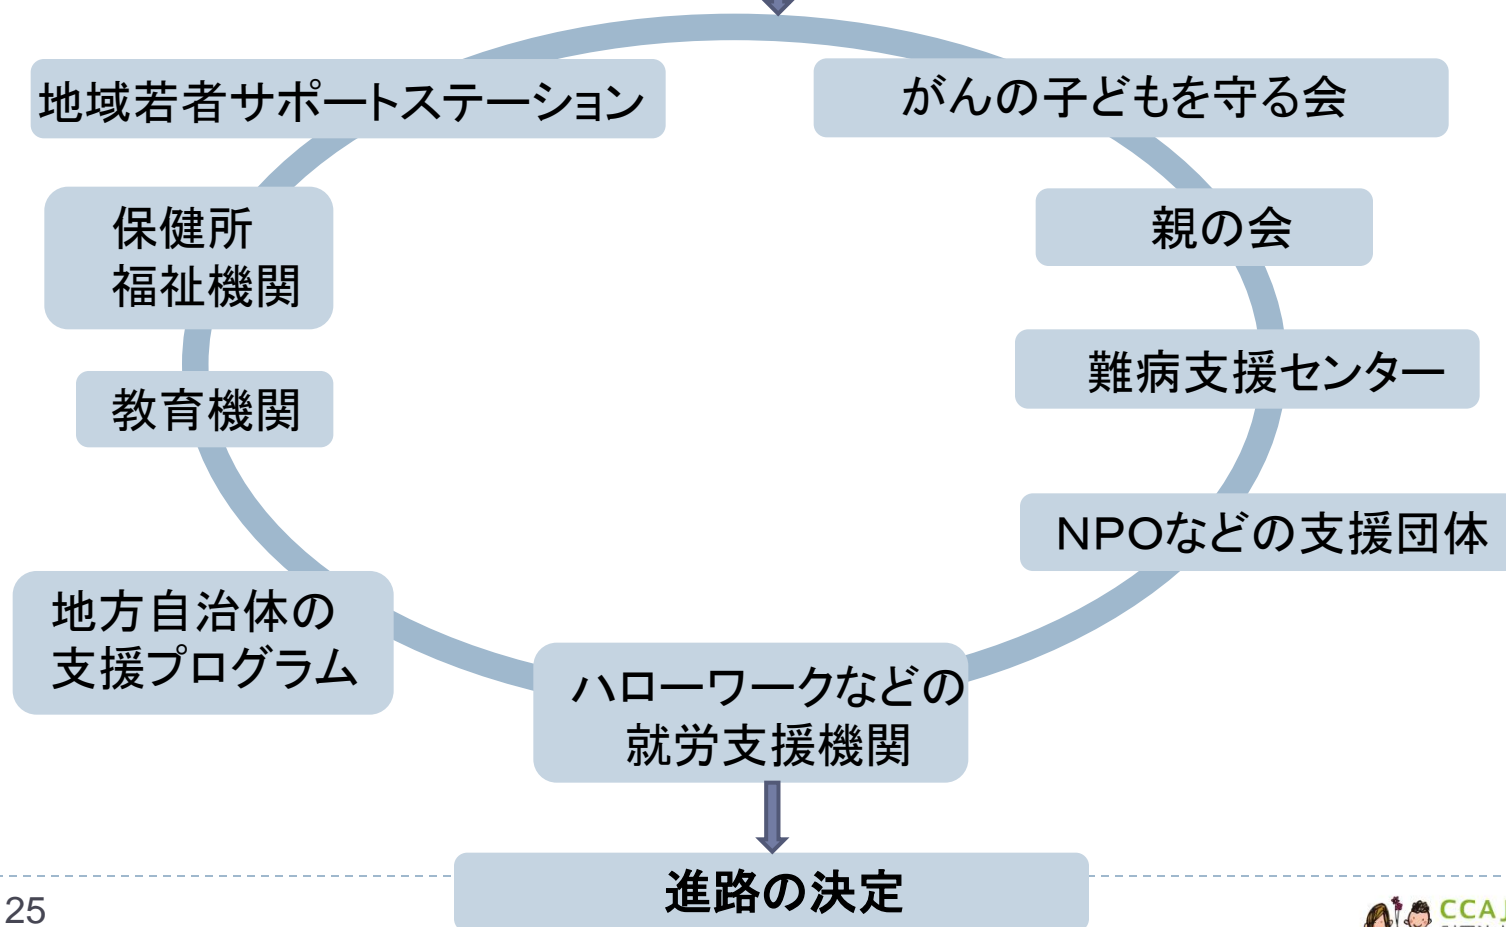 地域若者サポートステーション
がんの子どもを守る会
保健所
福祉機関
親の会
難病支援センター
教育機関
NPOなどの支援団体
地方自治体の
支援プログラム
ハローワークなどの
就労支援機関
進路の決定
25
CCAJ